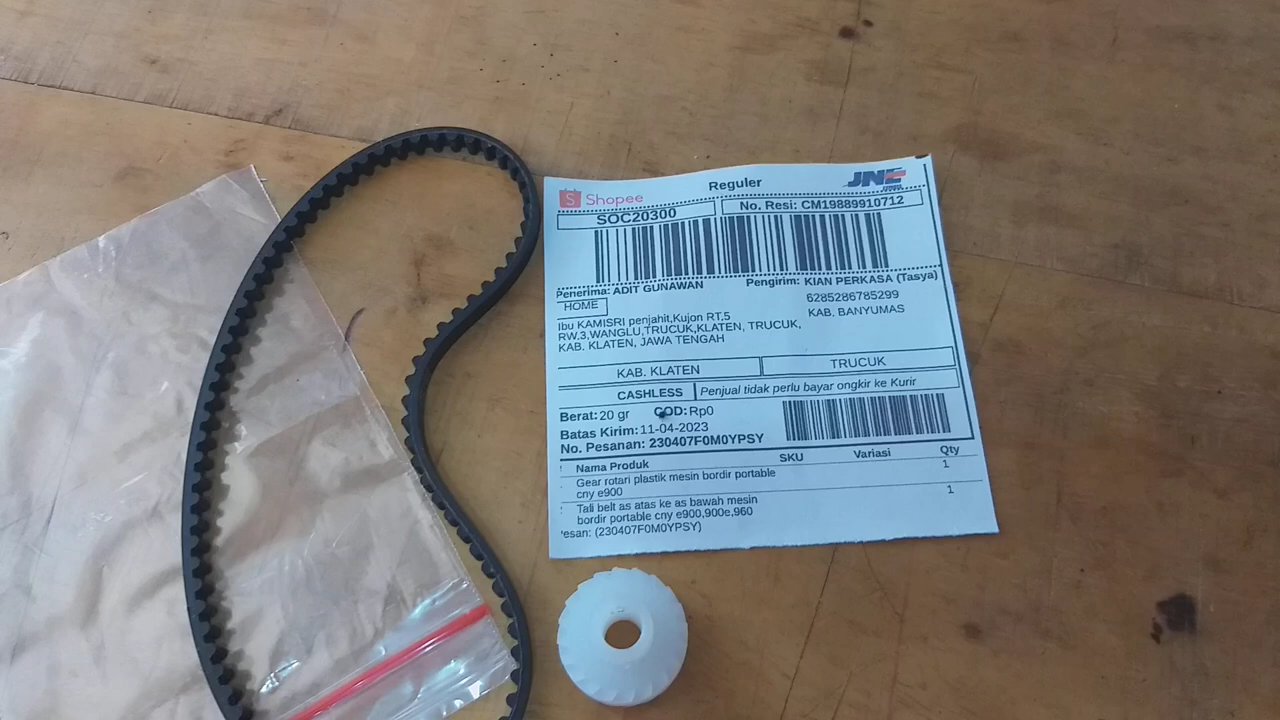 Reguler
JNE
Shopee
SOC20300
No. Resi: CM19889910712
Penerima: ADIT GUNAWAN
Pengirim: KIAN PERKASA (Tasya)
HOME
6285286785299
KAB. BANYUMAS
Ibu KAMISRI penjahit,Kujon RT,5
RW.3,WANGLU,TRUCUK,KLATEN, TRUCUK,
KAB. KLATEN, JAWA TENGAH
KAB. KLATEN
TRUCUK
CASHLESS
Penjual tidak perlu bayar ongkir ke Kurir
Berat: 20 gr COD: Rp0
Batas Kirim: 11-04-2023
No. Pesanan: 230407F0M0YPSY
Nama Produk SKU Variasi Qty
Gear rotari plastik mesin bordir portable 1
cny e900
Tali belt as atas ke as bawah mesin 1
bordir portable cny e900,900e,960
esan: (230407F0M0YPSY)